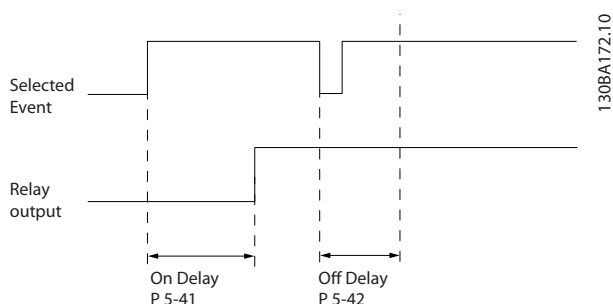 130BA172.10
Selected
Event
Relay
output
On Delay
P 5-41
Off Delay
P 5-42